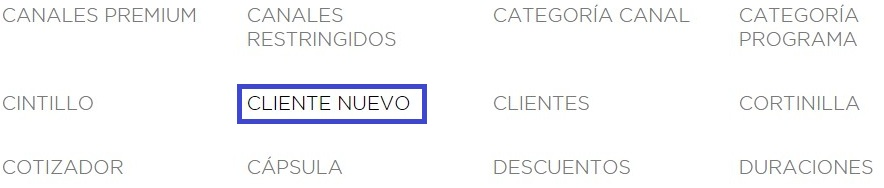 CANALES PREMIUM
CANALES
RESTRINGIDOS
CATEGORÍA CANAL
CATEGORÍA
PROGRAMA
CINTILLO
CLIENTE NUEVO
CLIENTES
CORTINILLA
COTIZADOR
CÁPSULA
DESCUENTOS
DURACIONES